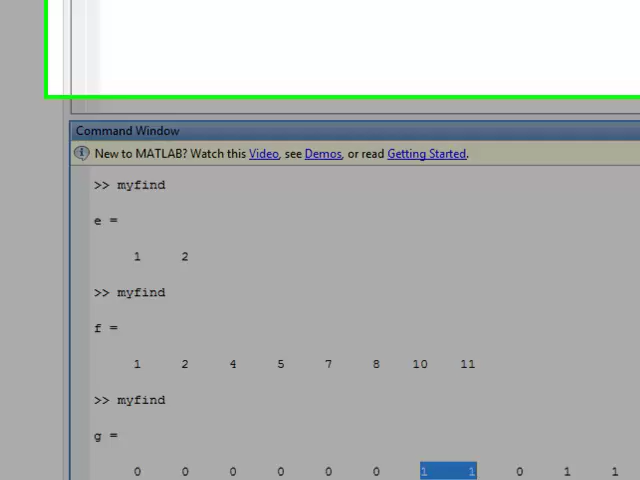 Command Window
New to MATLAB? Watch this Video, see Demos, or read Getting Started.
>> myfind
e =
1 2
>> myfind
f =
1 2 4 5 7 8 10 11
>> myfind
g =
0 0 0 0 0 0 1 1 0 1 1